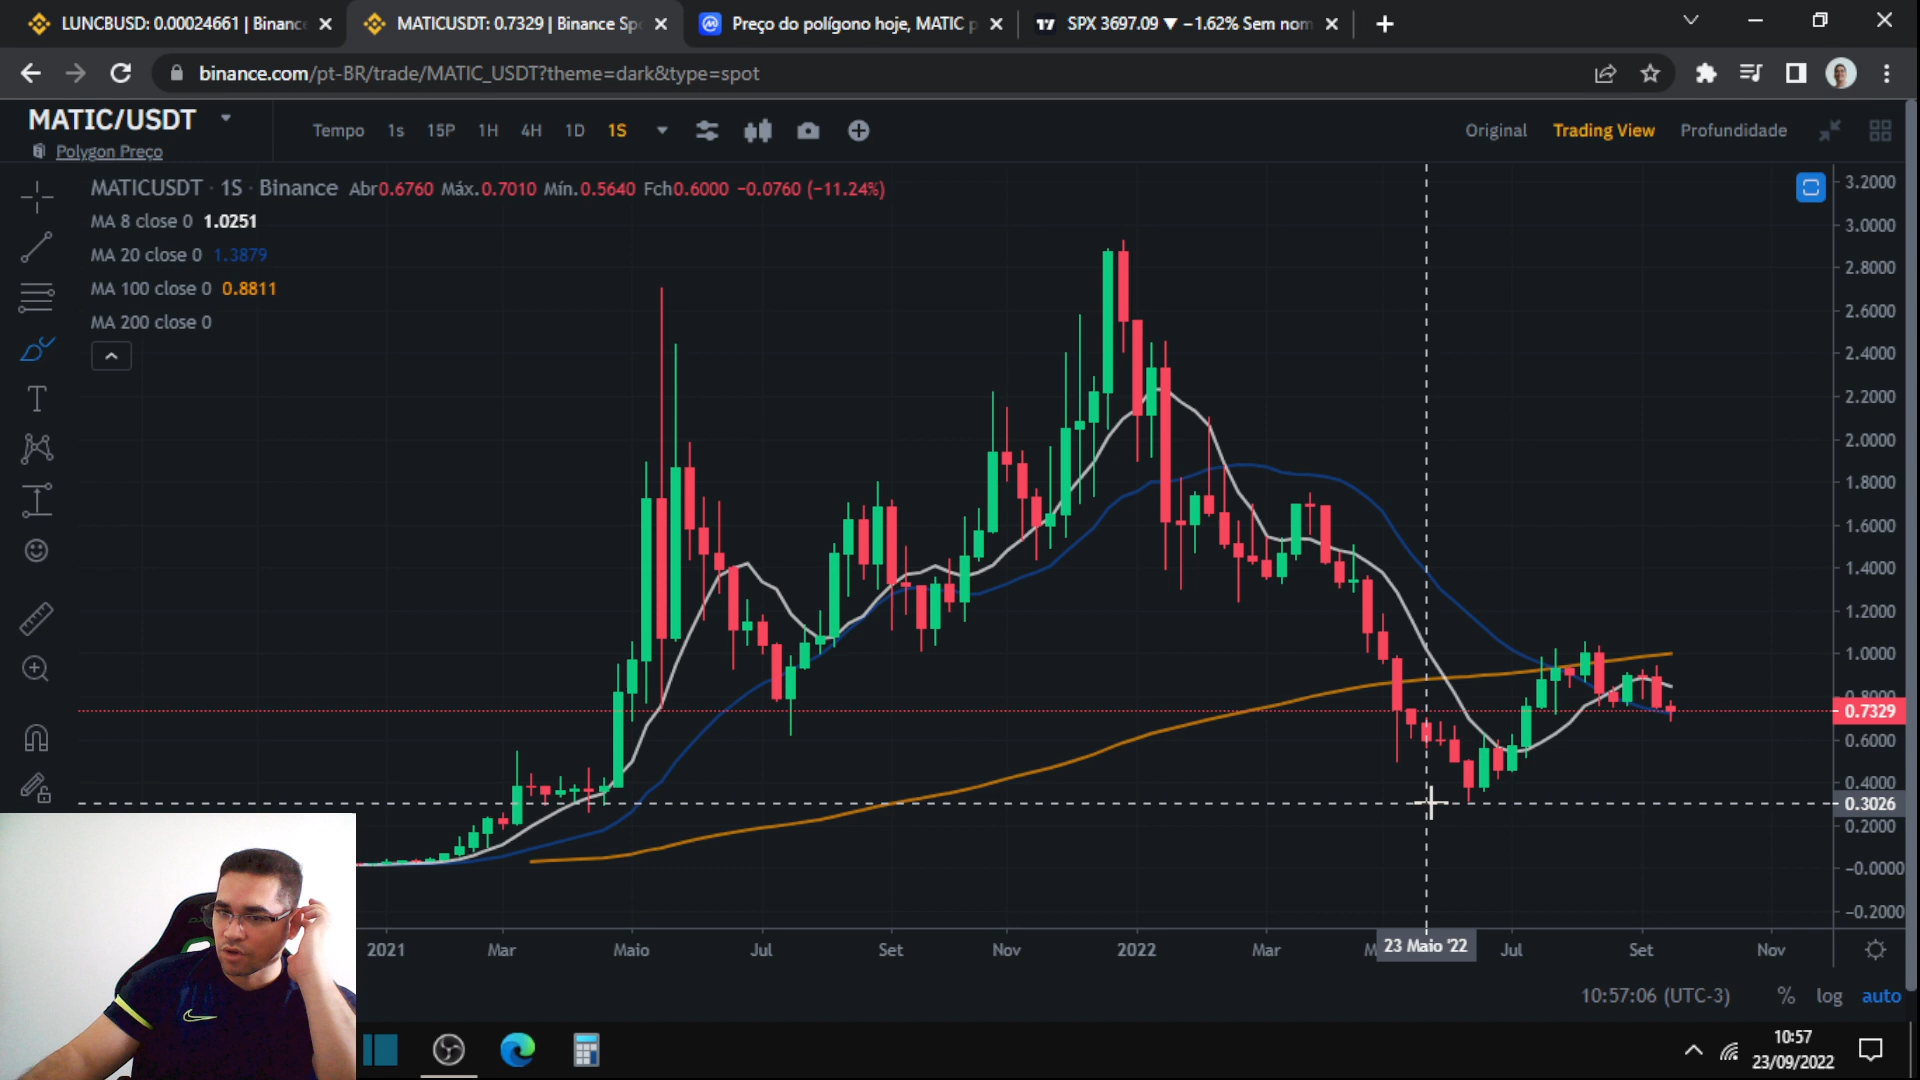 LUNCBUSD: 0.00024661 | Binanc
MATICUSDT: 0.7329 | Binance Sp
Preço do polígono hoje, MATIC p
SPX 3697.09 ▼ −1.62% Sem nom
binance.com/pt-BR/trade/MATIC_USDT?theme=dark&type=spot
MATIC/USDT
Polygon Preço
Tempo 1s 15P 1H 4H 1D 1S
Original Trading View Profundidade
MATICUSDT · 1S · Binance Abr0.6760 Máx.0.7010 Mín.0.5640 Fch0.6000 −0.0760 (−11.24%)
MA 8 close 0 1.0251
MA 20 close 0 1.3879
MA 100 close 0 0.8811
MA 200 close 0
3.2000
3.0000
2.8000
2.6000
2.4000
2.2000
2.0000
1.8000
1.6000
1.4000
1.2000
1.0000
0.8000
0.7329
0.6000
0.4000
0.3026
0.2000
−0.0000
−0.2000
2021 Mar Maio Jul Set Nov 2022 Mar M 23 Maio '22 Jul Set Nov
10:57:06 (UTC-3) % log auto
10:57
23/09/2022